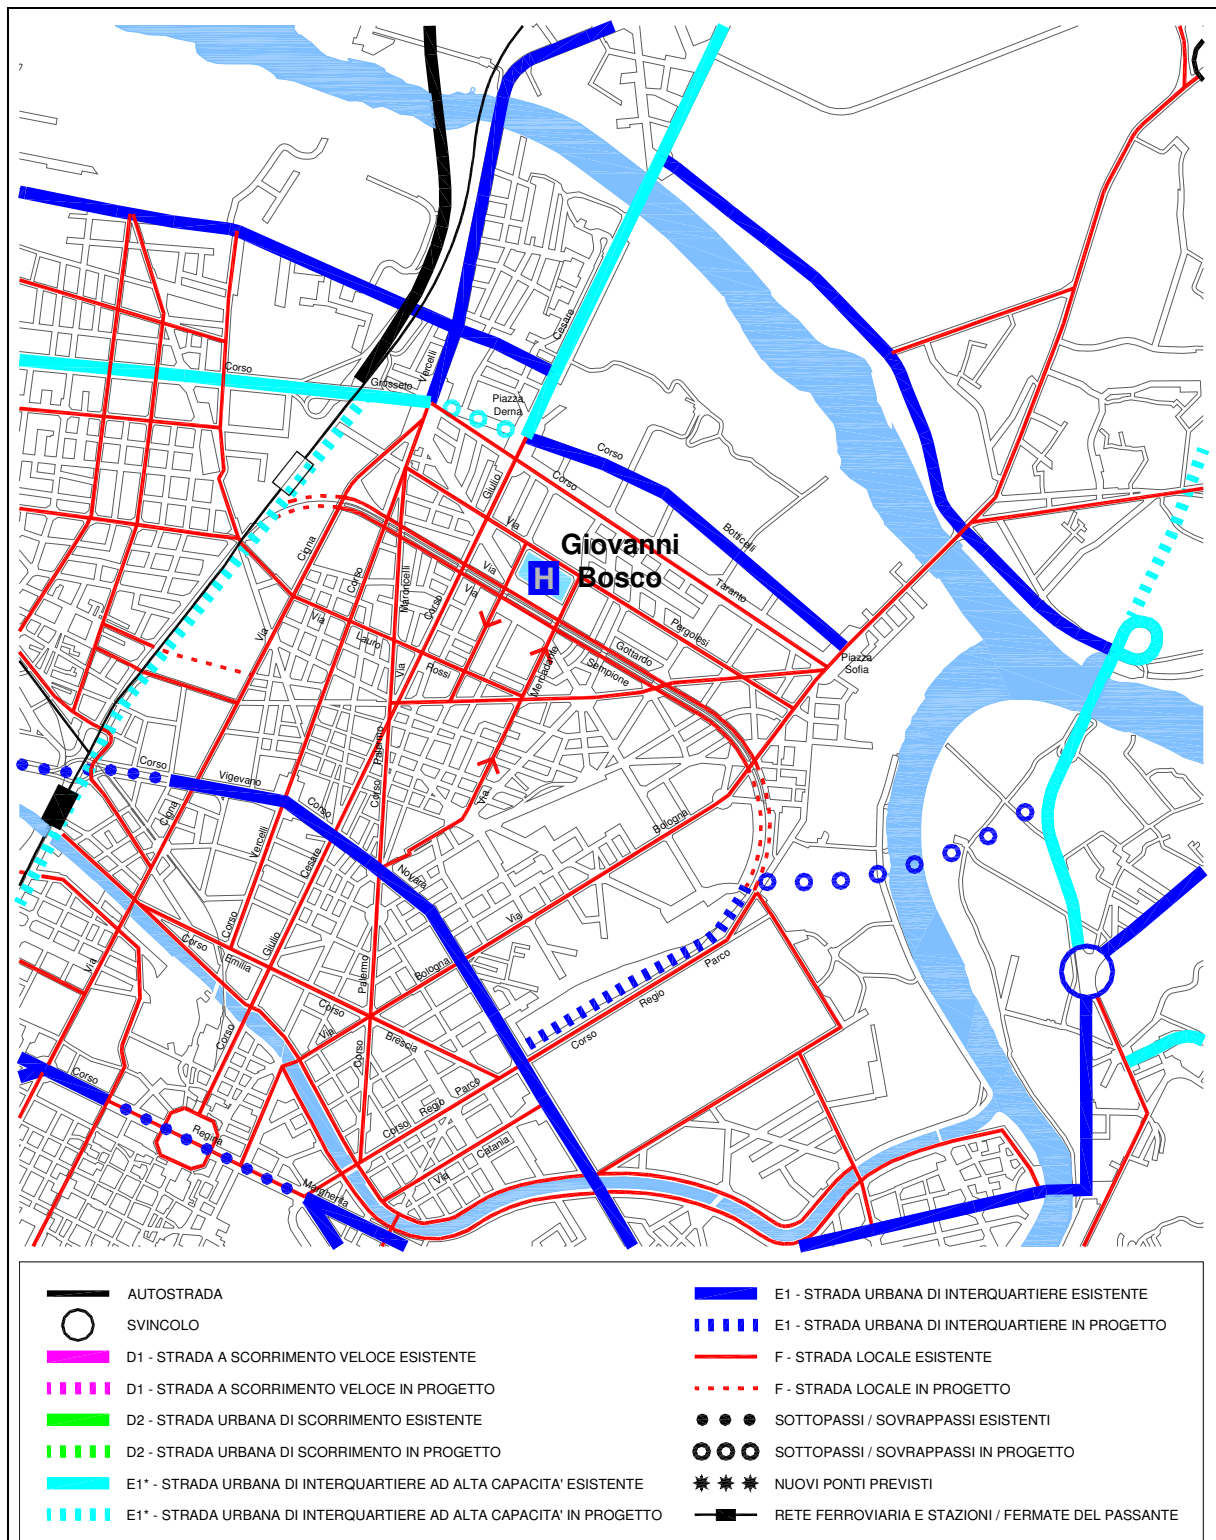 Corso
Grosseto
Vercelli
Cesare
Piazza
Derna
Giulio
Corso
Corso
Botticelli
Via
Giovanni
Bosco
H
Taranto
Cigna
Corso
Maroncelli
Corso
Via
Via
Via
Via
Lauro
Rossi
Via
Mercadante
Gottardo
Sempione
Pergolesi
Piazza
Sofia
Corso
Vigevano
Corso
Palermo
Corso
Via
Cigna
Vercelli
Cesare
Novara
Bologna
Via
Corso
Giulio
Corso
Emilia
Via
Palermo
Bologna
Parco
Regio
Corso
Corso
Via
Brescia
Corso
Corso
Corso
Regina
Margherita
Corso
Regio
Parco
Via
Catania
AUTOSTRADA
SVINCOLO
D1 - STRADA A SCORRIMENTO VELOCE ESISTENTE
D1 - STRADA A SCORRIMENTO VELOCE IN PROGETTO
D2 - STRADA URBANA DI SCORRIMENTO ESISTENTE
D2 - STRADA URBANA DI SCORRIMENTO IN PROGETTO
E1* - STRADA URBANA DI INTERQUARTIERE AD ALTA CAPACITA' ESISTENTE
E1* - STRADA URBANA DI INTERQUARTIERE AD ALTA CAPACITA' IN PROGETTO
E1 - STRADA URBANA DI INTERQUARTIERE ESISTENTE
E1 - STRADA URBANA DI INTERQUARTIERE IN PROGETTO
F - STRADA LOCALE ESISTENTE
F - STRADA LOCALE IN PROGETTO
SOTTOPASSI / SOVRAPPASSI ESISTENTI
SOTTOPASSI / SOVRAPPASSI IN PROGETTO
NUOVI PONTI PREVISTI
RETE FERROVIARIA E STAZIONI / FERMATE DEL PASSANTE